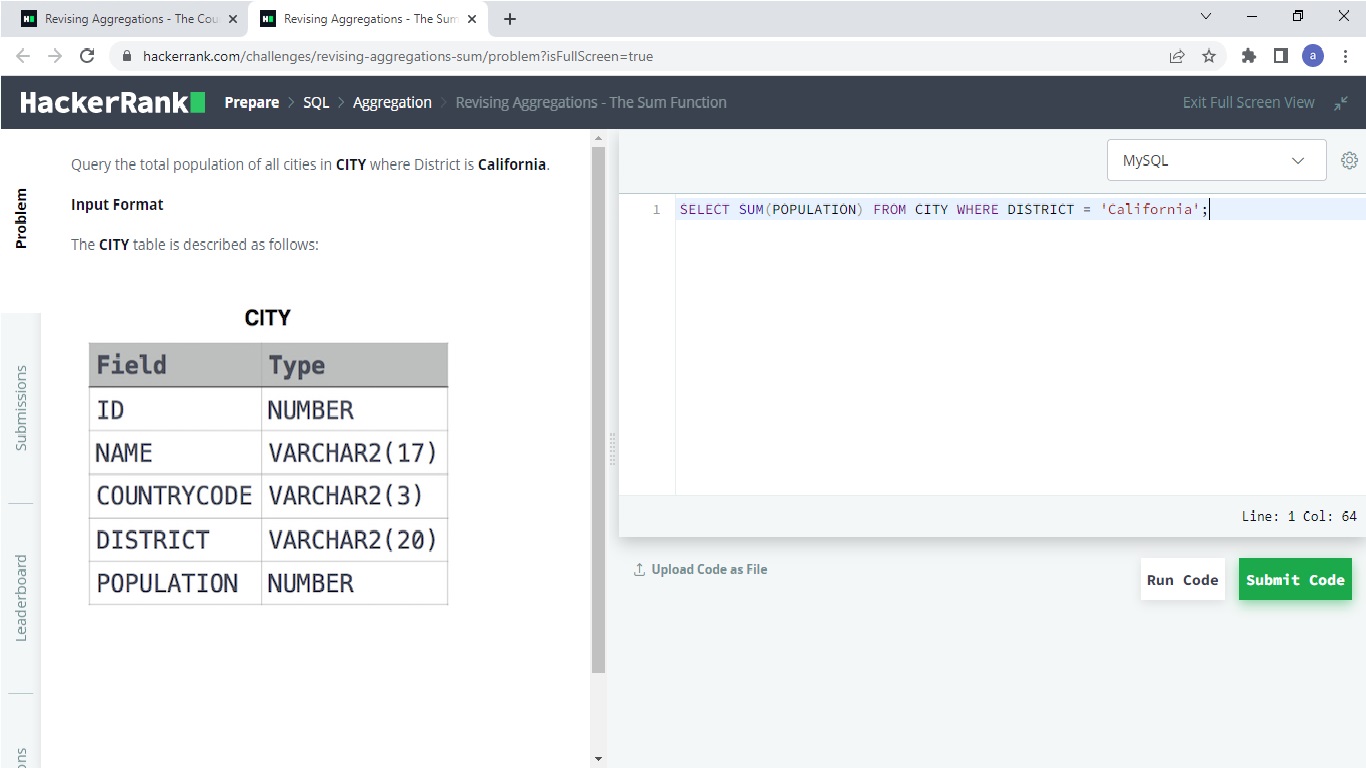 Revising Aggregations - The Cou
Revising Aggregations - The Sum
hackerrank.com/challenges/revising-aggregations-sum/problem?isFullScreen=true
a
HackerRank
Prepare > SQL > Aggregation > Revising Aggregations - The Sum Function
Exit Full Screen View
Problem
Submissions
Leaderboard
ons
Query the total population of all cities in CITY where District is California.
Input Format
The CITY table is described as follows:
CITY
Field Type
ID NUMBER
NAME VARCHAR2(17)
COUNTRYCODE VARCHAR2(3)
DISTRICT VARCHAR2(20)
POPULATION NUMBER
MySQL
1 SELECT SUM(POPULATION) FROM CITY WHERE DISTRICT = 'California';
Line: 1 Col: 64
Upload Code as File
Run Code
Submit Code